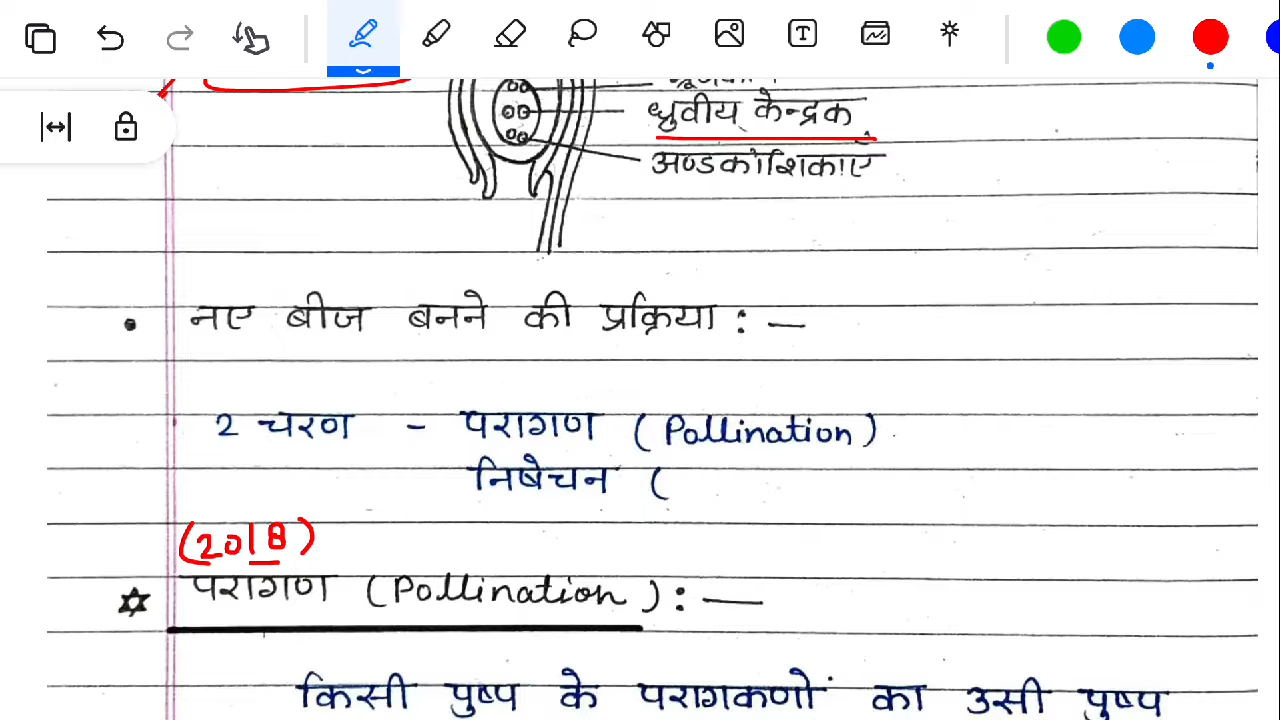 ध्रुवीय केन्द्रक
अण्डकोशिकाएँ
• नए बीज बनने की प्रक्रिया : —
2 चरण - परागण ( Pollination )
निषेचन (
(2018)
परागण ( Pollination ) : —
किसी पुष्प के परागकणों का उसी पुष्प